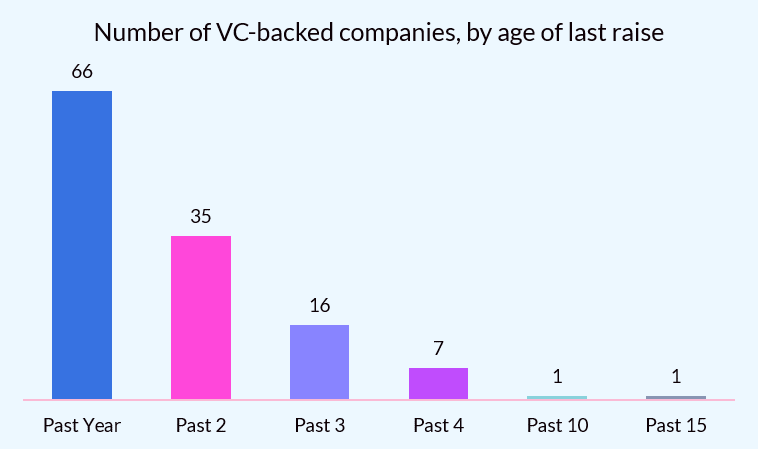 Number of VC-backed companies, by age of last raise
66
35
16
7
1
1
Past Year
Past 2
Past 3
Past 4
Past 10
Past 15